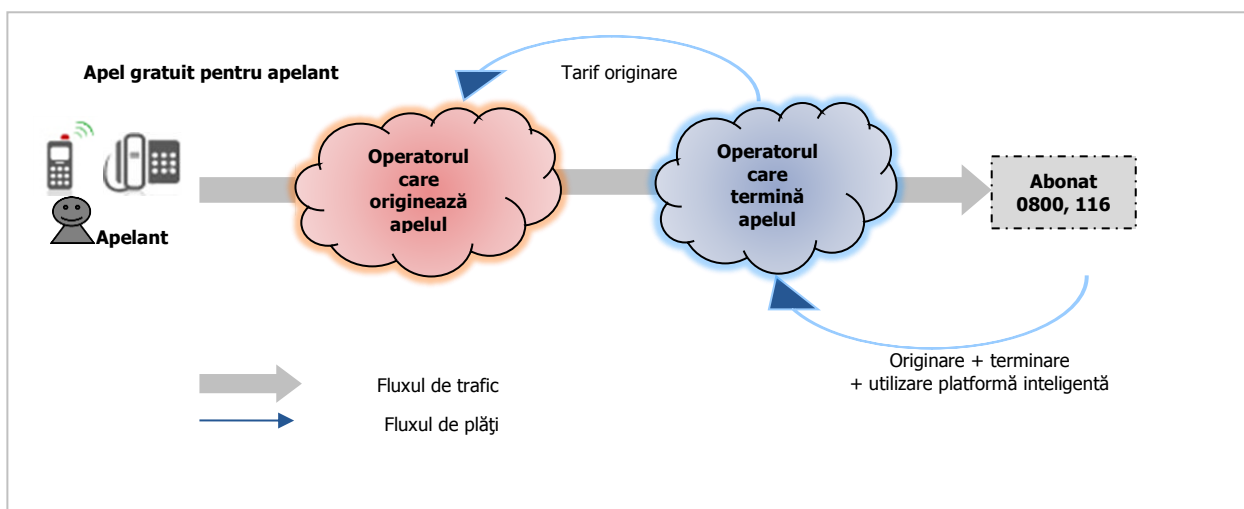 Apel gratuit pentru apelant
Tarif originare
Operatorul
care
originează
apelul
Operatorul
care
termină
apelul
Abonat
0800, 116
Apelant
Originare + terminare
+ utilizare platformă inteligentă
Fluxul de trafic
Fluxul de plăţi